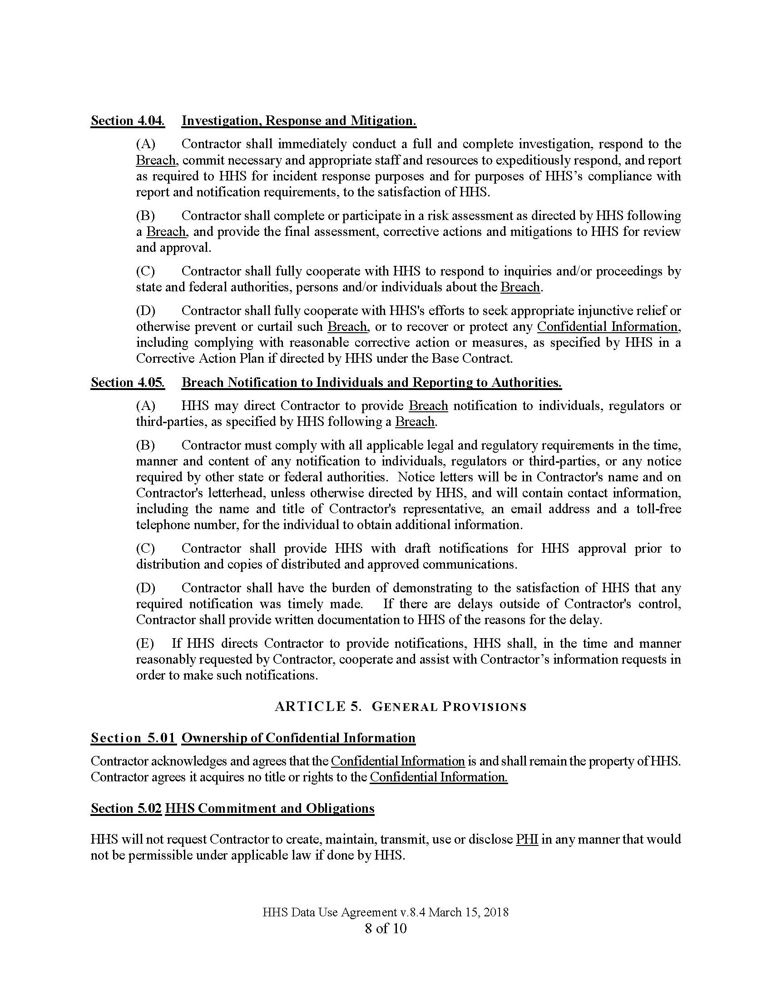 Section 4.04. Investigation, Response and Mitigation.
(A) Contractor shall immediately conduct a full and complete investigation, respond to the
Breach, commit necessary and appropriate staff and resources to expeditiously respond, and report
as required to HHS for incident response purposes and for purposes of HHS’s compliance with
report and notification requirements, to the satisfaction of HHS.
(B) Contractor shall complete or participate in a risk assessment as directed by HHS following
a Breach, and provide the final assessment, corrective actions and mitigations to HHS for review
and approval.
(C) Contractor shall fully cooperate with HHS to respond to inquiries and/or proceedings by
state and federal authorities, persons and/or individuals about the Breach.
(D) Contractor shall fully cooperate with HHS's efforts to seek appropriate injunctive relief or
otherwise prevent or curtail such Breach, or to recover or protect any Confidential Information,
including complying with reasonable corrective action or measures, as specified by HHS in a
Corrective Action Plan if directed by HHS under the Base Contract.
Section 4.05. Breach Notification to Individuals and Reporting to Authorities.
(A) HHS may direct Contractor to provide Breach notification to individuals, regulators or
third-parties, as specified by HHS following a Breach.
(B) Contractor must comply with all applicable legal and regulatory requirements in the time,
manner and content of any notification to individuals, regulators or third-parties, or any notice
required by other state or federal authorities. Notice letters will be in Contractor's name and on
Contractor's letterhead, unless otherwise directed by HHS, and will contain contact information,
including the name and title of Contractor's representative, an email address and a toll-free
telephone number, for the individual to obtain additional information.
(C) Contractor shall provide HHS with draft notifications for HHS approval prior to
distribution and copies of distributed and approved communications.
(D) Contractor shall have the burden of demonstrating to the satisfaction of HHS that any
required notification was timely made. If there are delays outside of Contractor's control,
Contractor shall provide written documentation to HHS of the reasons for the delay.
(E) If HHS directs Contractor to provide notifications, HHS shall, in the time and manner
reasonably requested by Contractor, cooperate and assist with Contractor’s information requests in
order to make such notifications.
ARTICLE 5. GENERAL PROVISIONS
Section 5.01 Ownership of Confidential Information
Contractor acknowledges and agrees that the Confidential Information is and shall remain the property of HHS.
Contractor agrees it acquires no title or rights to the Confidential Information.
Section 5.02 HHS Commitment and Obligations
HHS will not request Contractor to create, maintain, transmit, use or disclose PHI in any manner that would
not be permissible under applicable law if done by HHS.
HHS Data Use Agreement v.8.4 March 15, 2018
8 of 10